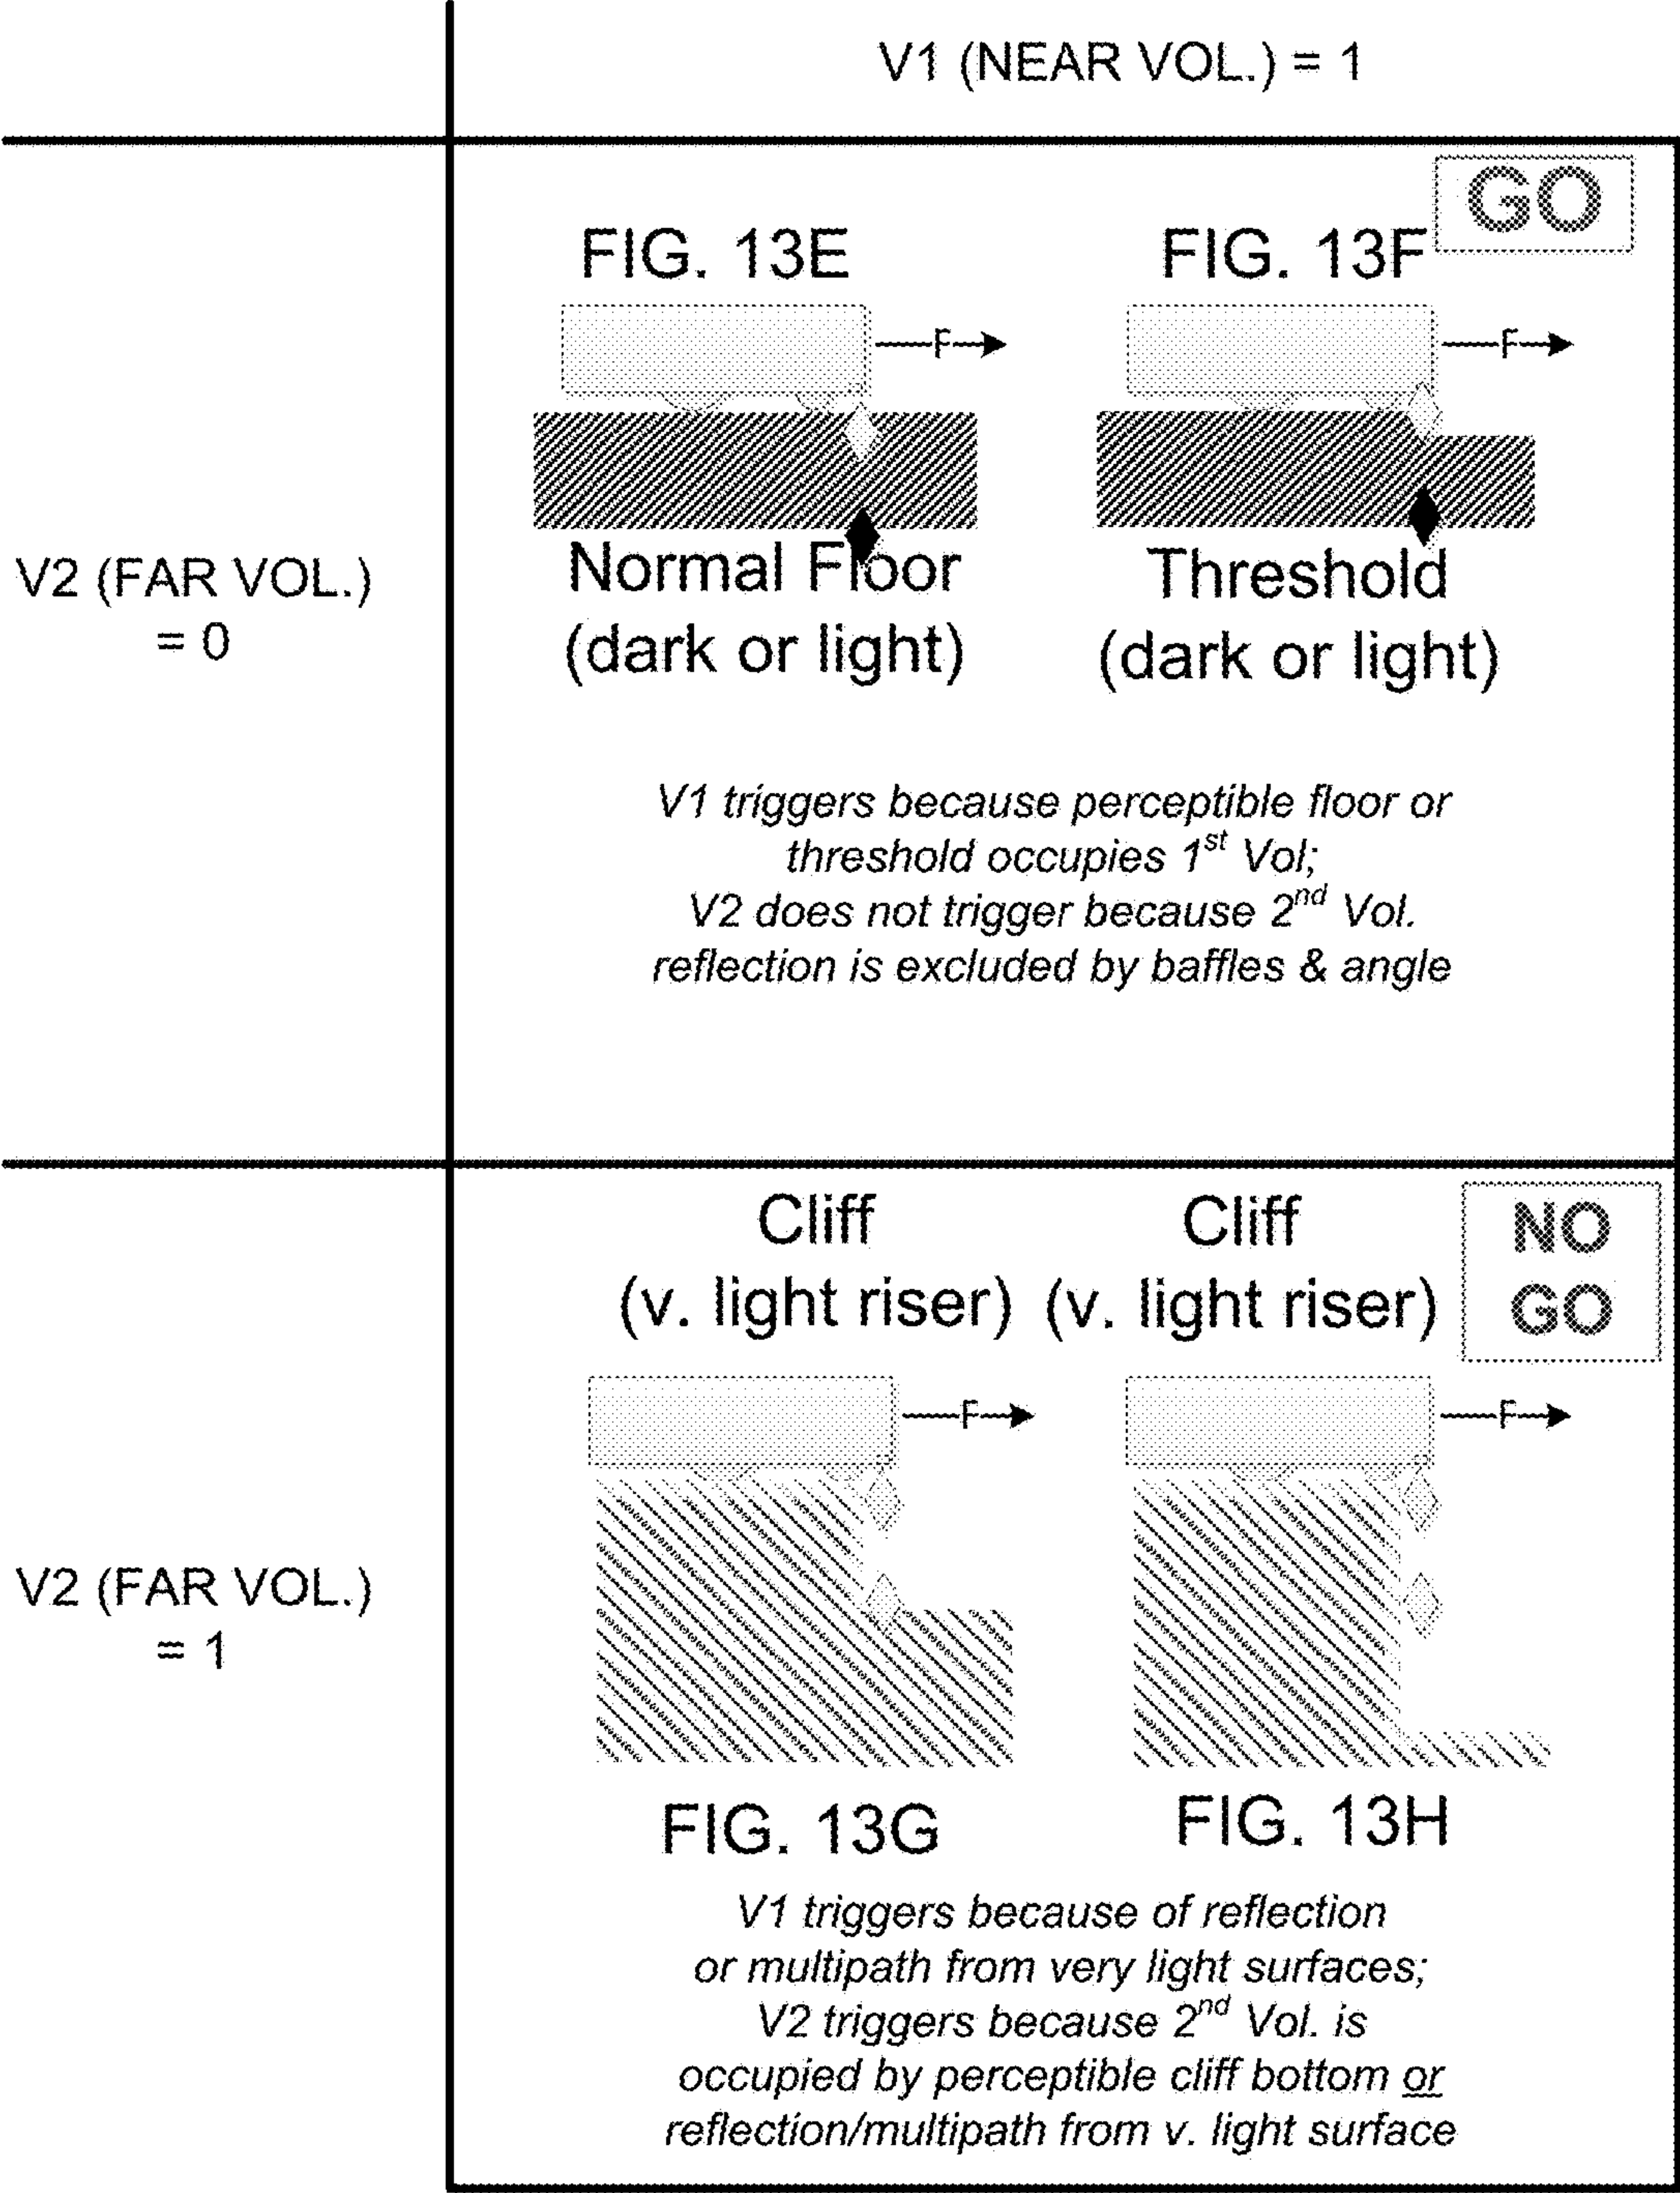 V1 (NEAR VOL.) = 1
GO
FIG. 13E
FIG. 13F
F
F
V2 (FAR VOL.)
= 0
Normal Floor
(dark or light)
Threshold
(dark or light)
V1 triggers because perceptible floor or
threshold occupies 1st Vol;
V2 does not trigger because 2nd Vol.
reflection is excluded by baffles & angle
Cliff
(v. light riser)
Cliff
(v. light riser)
NO
GO
F
F
V2 (FAR VOL.)
= 1
FIG. 13G
FIG. 13H
V1 triggers because of reflection
or multipath from very light surfaces;
V2 triggers because 2nd Vol. is
occupied by perceptible cliff bottom or
reflection/multipath from v. light surface